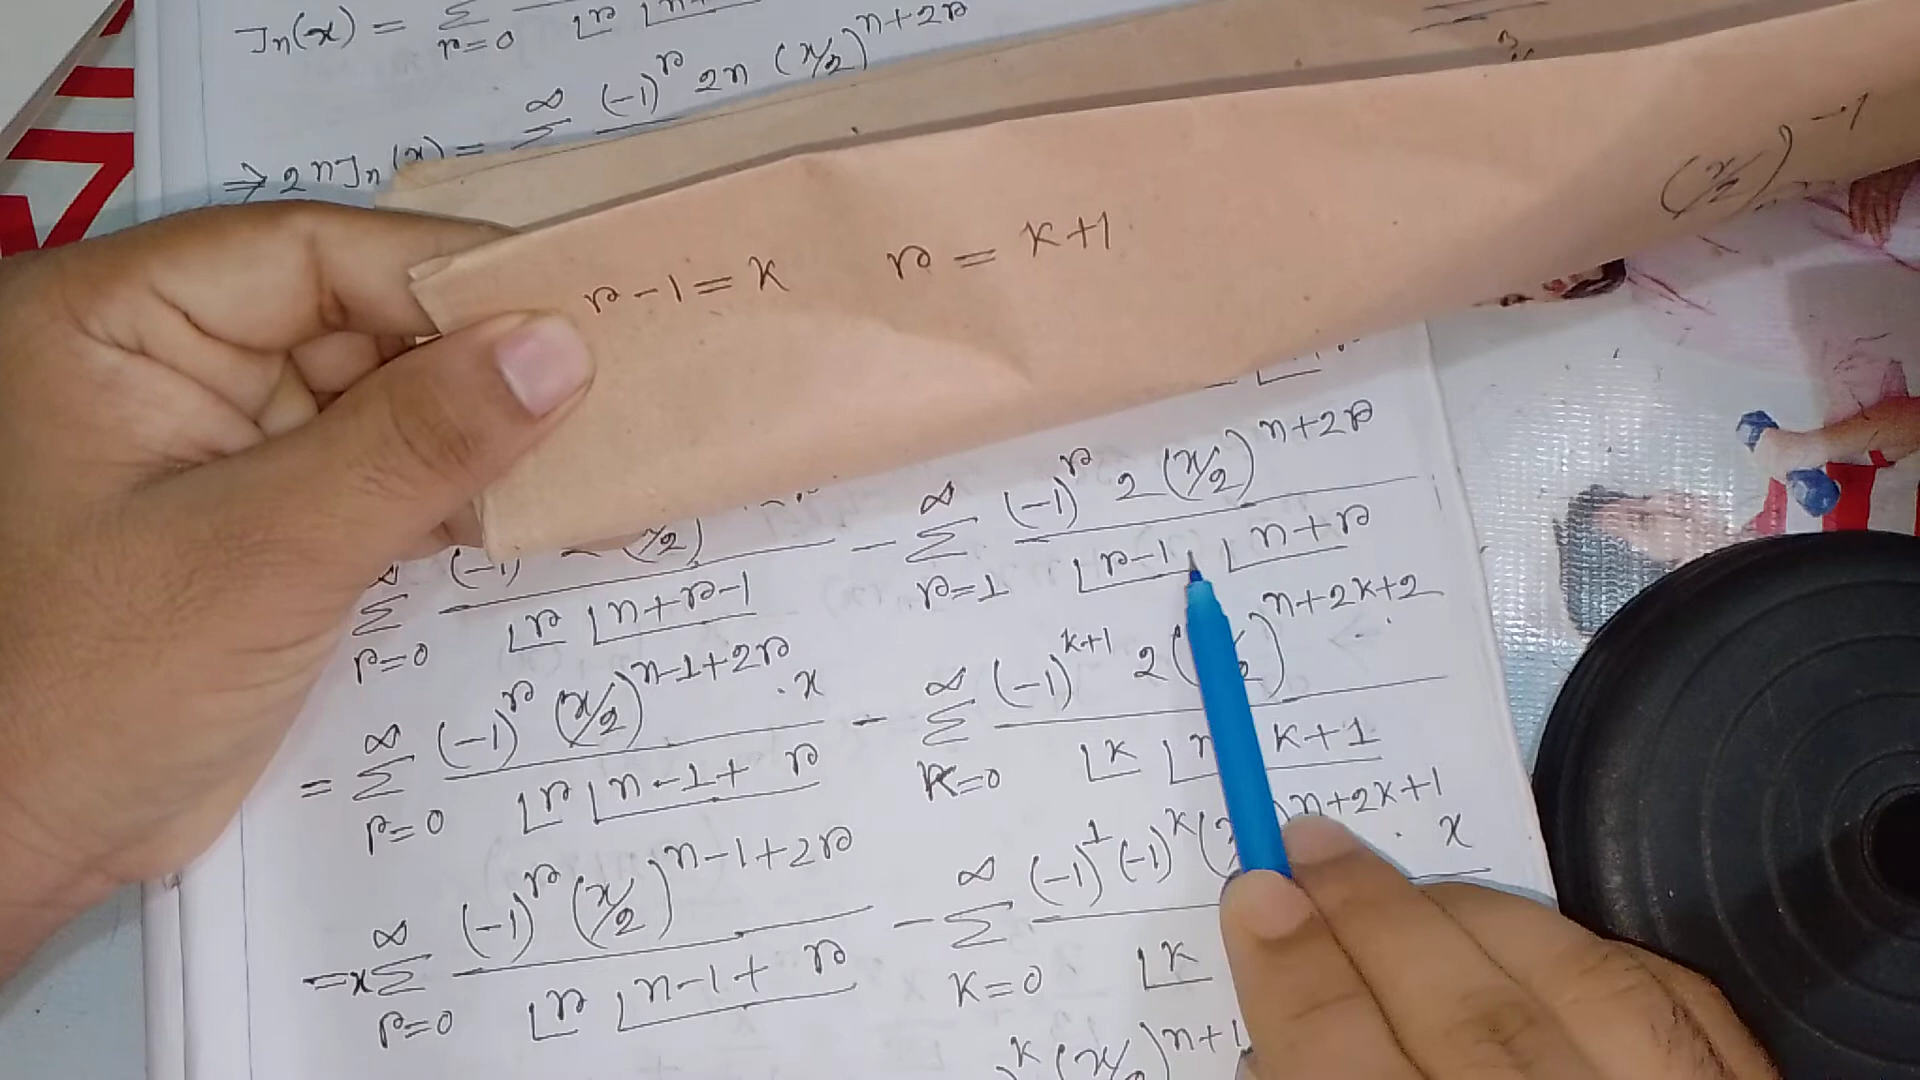 Jn(x) = Σ r=0
⇒ 2nJn(x) = ∞ Σ (-1)^r 2n (x/2)^n+2r
(x/2)^-1
r-1=k r = k+1
∞ Σ r=0 (-1) (x/2) / ⌊r ⌊n+r-1 - ∞ Σ r=1 (-1)^r 2 (x/2)^n+2r / ⌊r-1 ⌊n+r
= ∞ Σ r=0 (-1)^r (x/2)^n-1+2r . x / ⌊r ⌊n-1+r - ∞ Σ k=0 (-1)^k+1 2 (x/2)^n+2k+2 / ⌊k ⌊n k+1
= x ∞ Σ r=0 (-1)^r (x/2)^n-1+2r / ⌊r ⌊n-1+r - ∞ Σ k=0 (-1)^1 (-1)^k (x )^n+2k+1 . x / ⌊k
k (x/2)^n+1